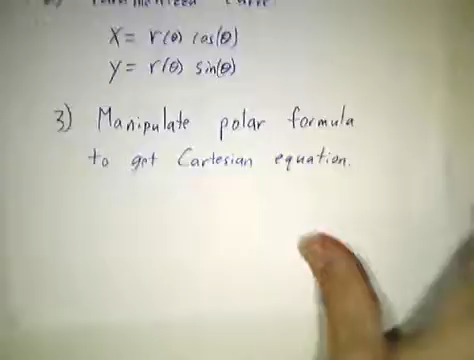 X = r(θ) cos(θ)
y = r(θ) sin(θ)
3) Manipulate polar formula
to get Cartesian equation.